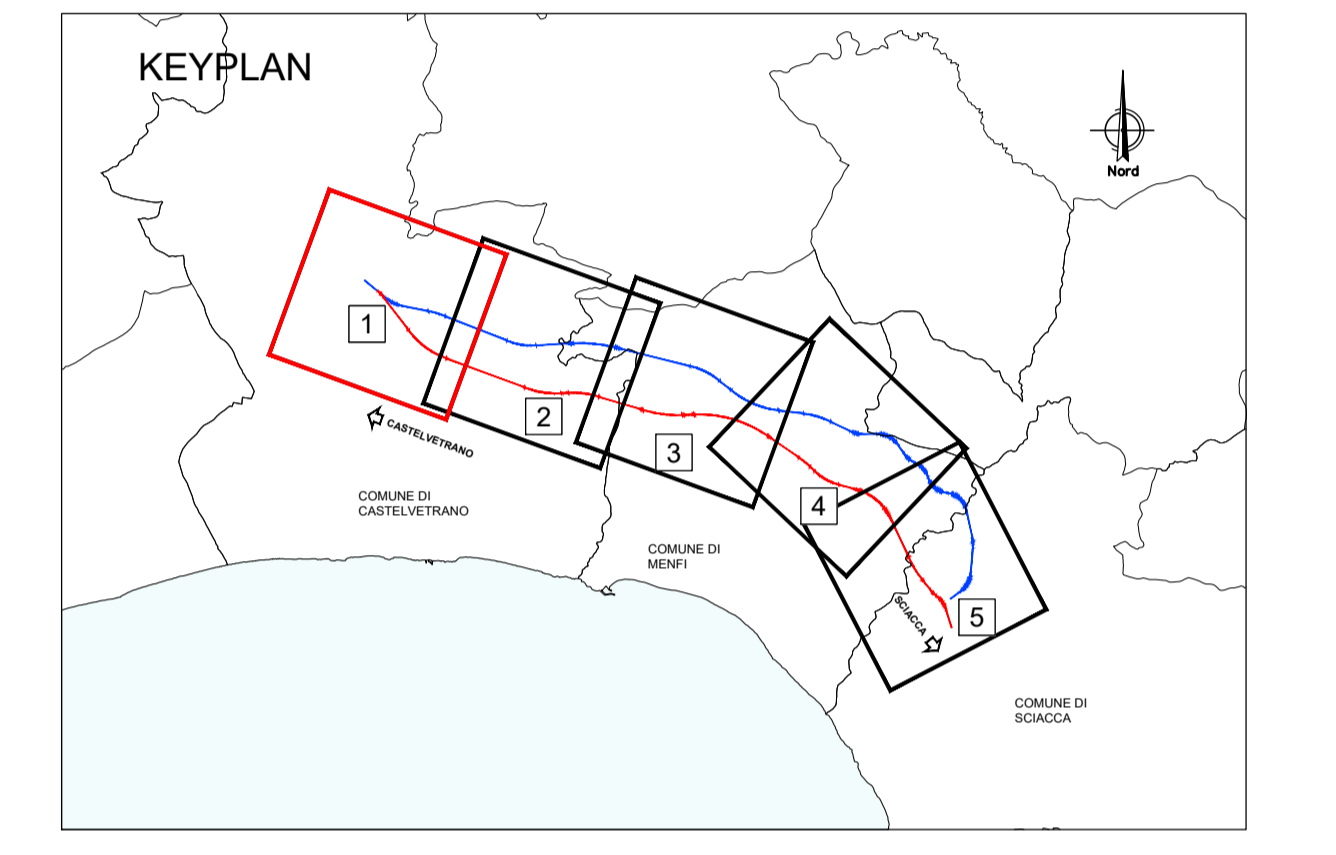 KEYPLAN
Nord
1
CASTELVETRANO
2
3
4
COMUNE DI
CASTELVETRANO
COMUNE DI
MENFI
SCIACCA
5
COMUNE DI
SCIACCA